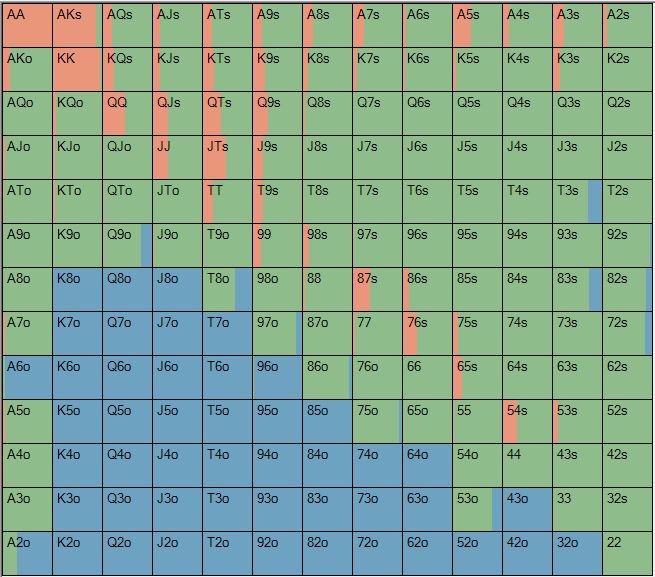 AA AKs AQs AJs ATs A9s A8s A7s A6s A5s A4s A3s A2s
AKo KK KQs KJs KTs K9s K8s K7s K6s K5s K4s K3s K2s
AQo KQo QQ QJs QTs Q9s Q8s Q7s Q6s Q5s Q4s Q3s Q2s
AJo KJo QJo JJ JTs J9s J8s J7s J6s J5s J4s J3s J2s
ATo KTo QTo JTo TT T9s T8s T7s T6s T5s T4s T3s T2s
A9o K9o Q9o J9o T9o 99 98s 97s 96s 95s 94s 93s 92s
A8o K8o Q8o J8o T8o 98o 88 87s 86s 85s 84s 83s 82s
A7o K7o Q7o J7o T7o 97o 87o 77 76s 75s 74s 73s 72s
A6o K6o Q6o J6o T6o 96o 86o 76o 66 65s 64s 63s 62s
A5o K5o Q5o J5o T5o 95o 85o 75o 65o 55 54s 53s 52s
A4o K4o Q4o J4o T4o 94o 84o 74o 64o 54o 44 43s 42s
A3o K3o Q3o J3o T3o 93o 83o 73o 63o 53o 43o 33 32s
A2o K2o Q2o J2o T2o 92o 82o 72o 62o 52o 42o 32o 22